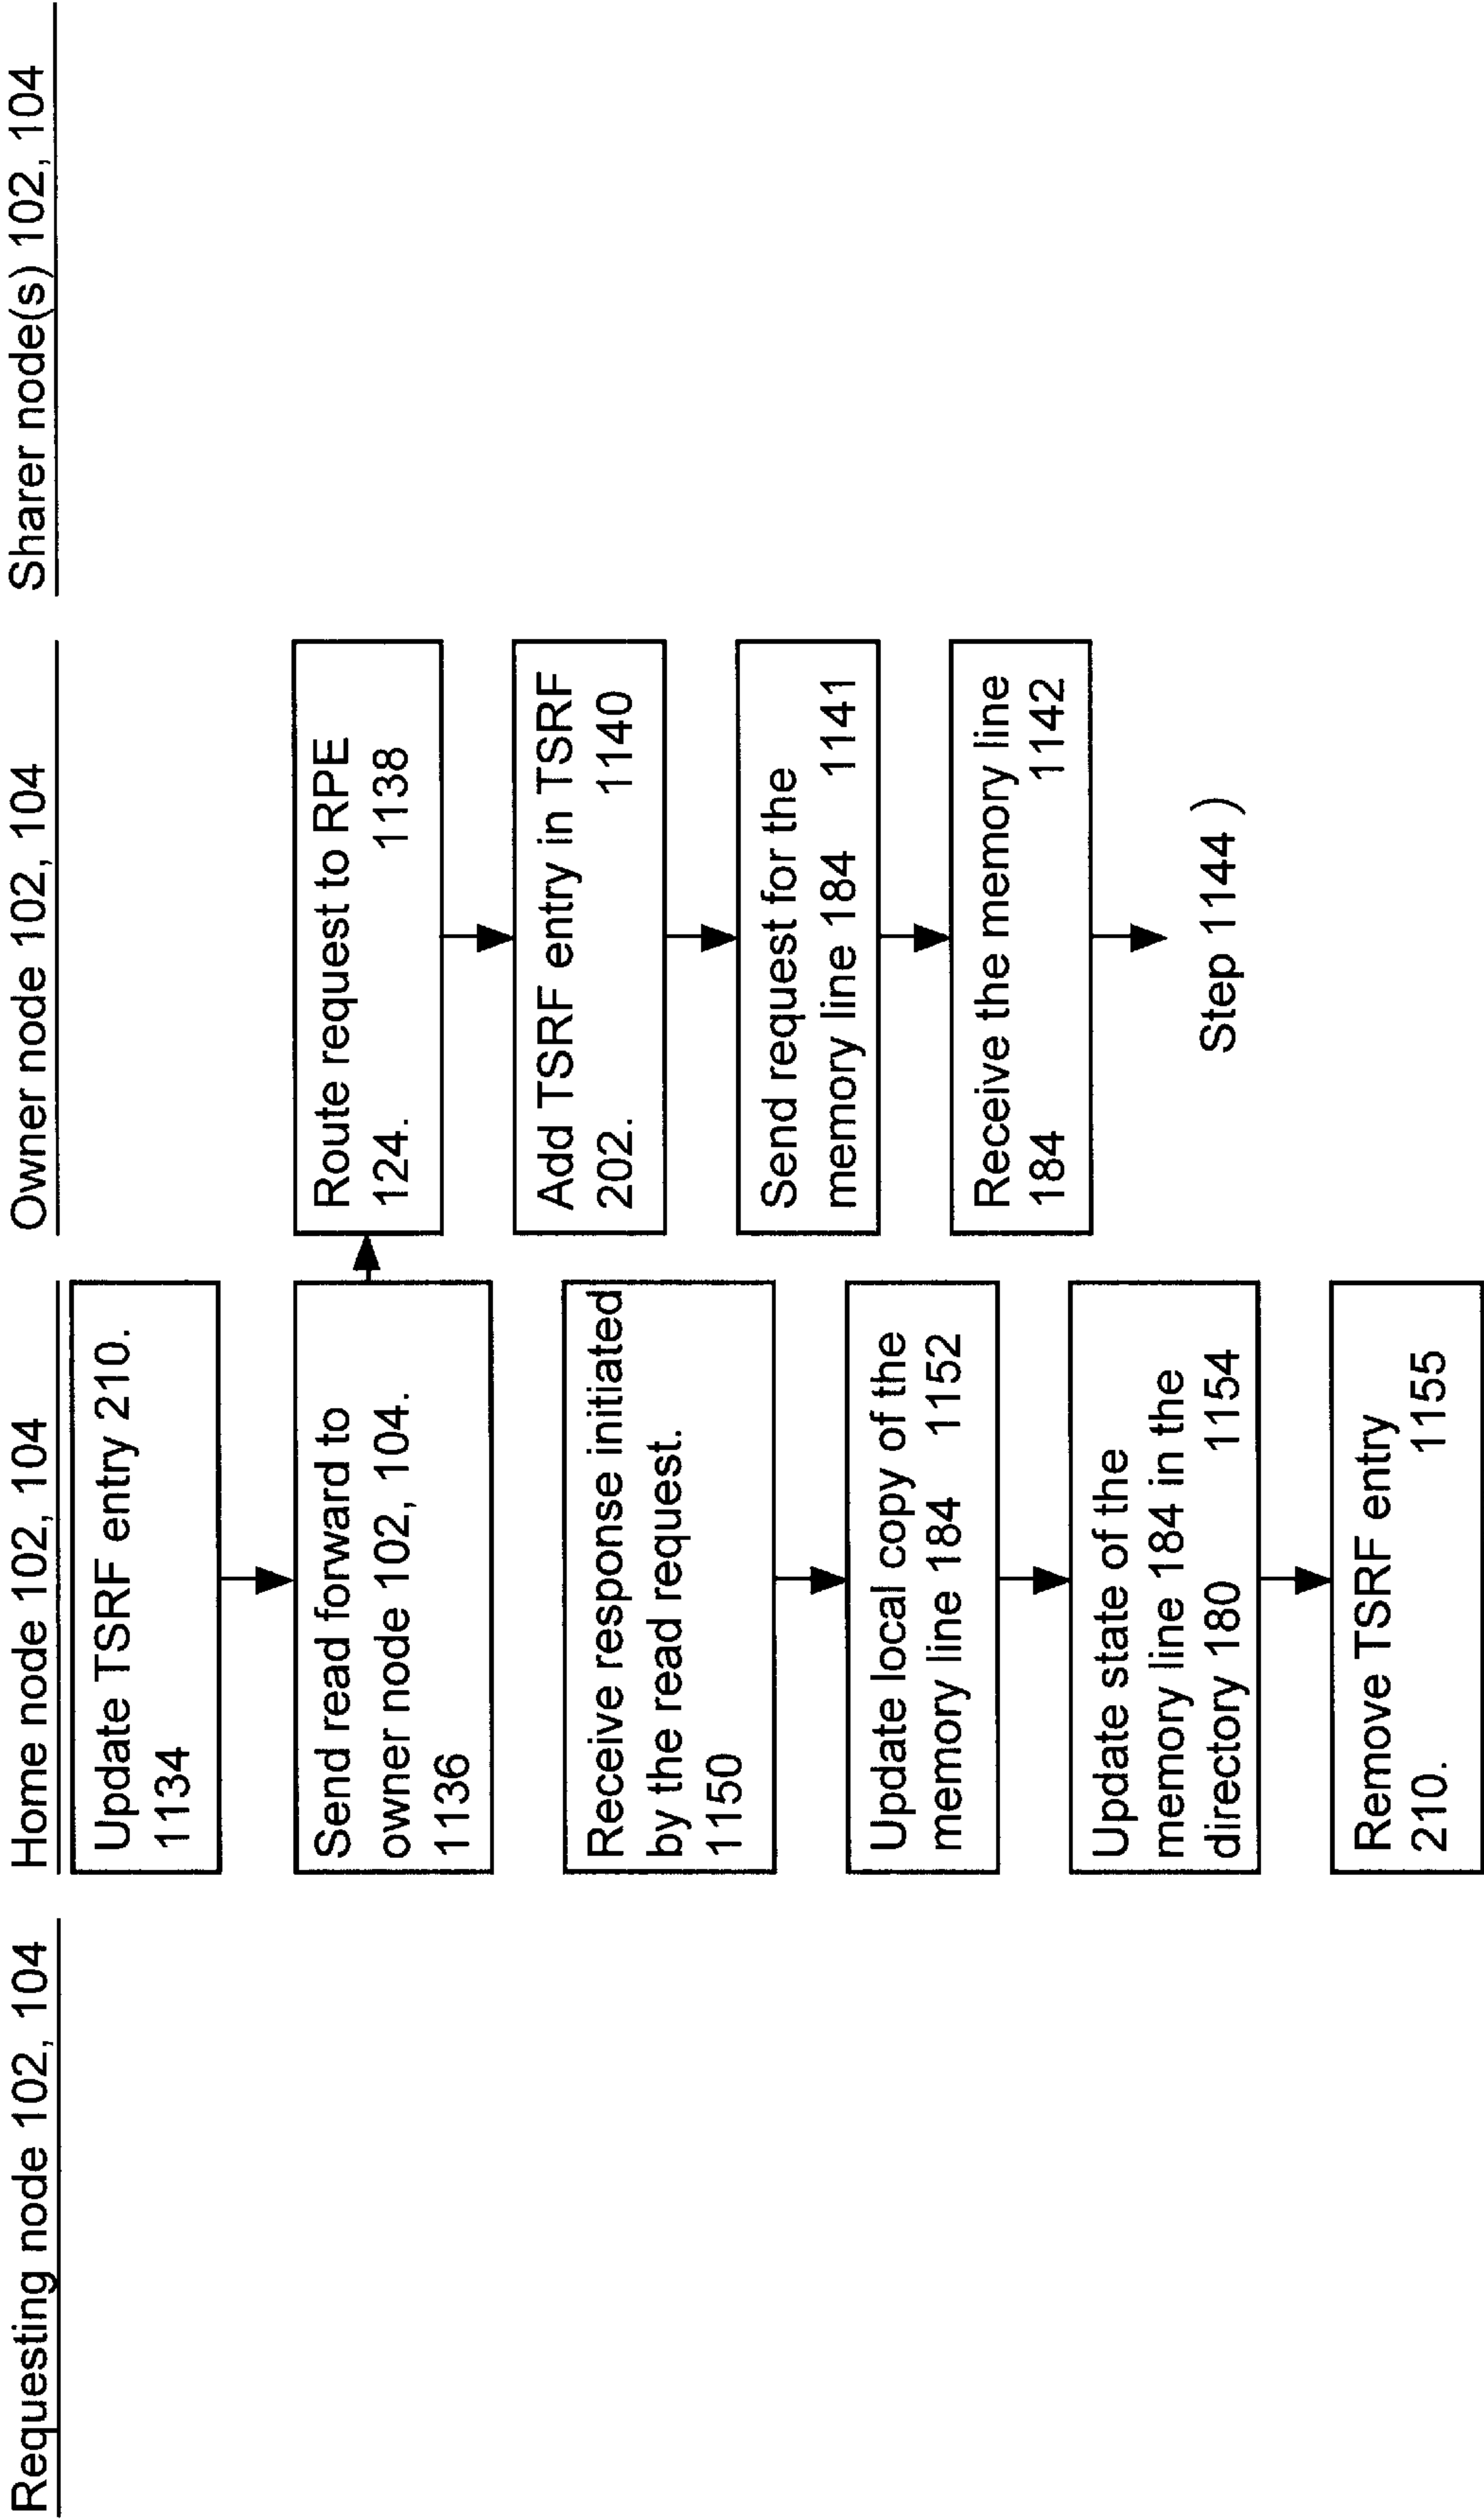 Requesting node 102, 104
Home node 102, 104
Owner node 102, 104
Sharer node(s) 102, 104
Update TSRF entry 210.
1134
Send read forward to
owner node 102, 104.
1136
Route request to RPE
124. 1138
Add TSRF entry in TSRF
202. 1140
Send request for the
memory line 184 1141
Receive the memory line
184 1142
Step 1144 )
Receive response initiated
by the read request.
1150
Update local copy of the
memory line 184 1152
Update state of the
memory line 184 in the
directory 180 1154
Remove TSRF entry
210. 1155